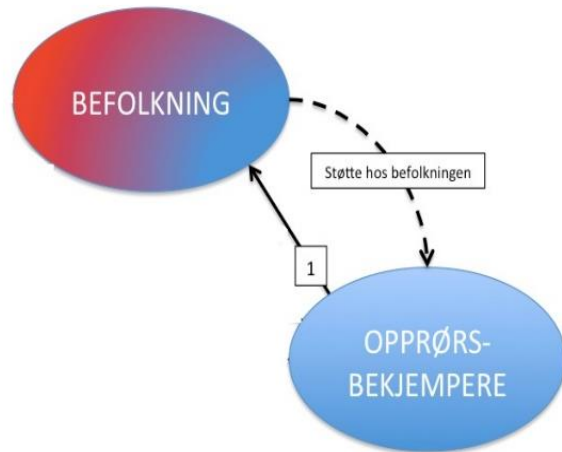 BEFOLKNING
Støtte hos befolkningen
1
OPPRØRS-
BEKJEMPERE